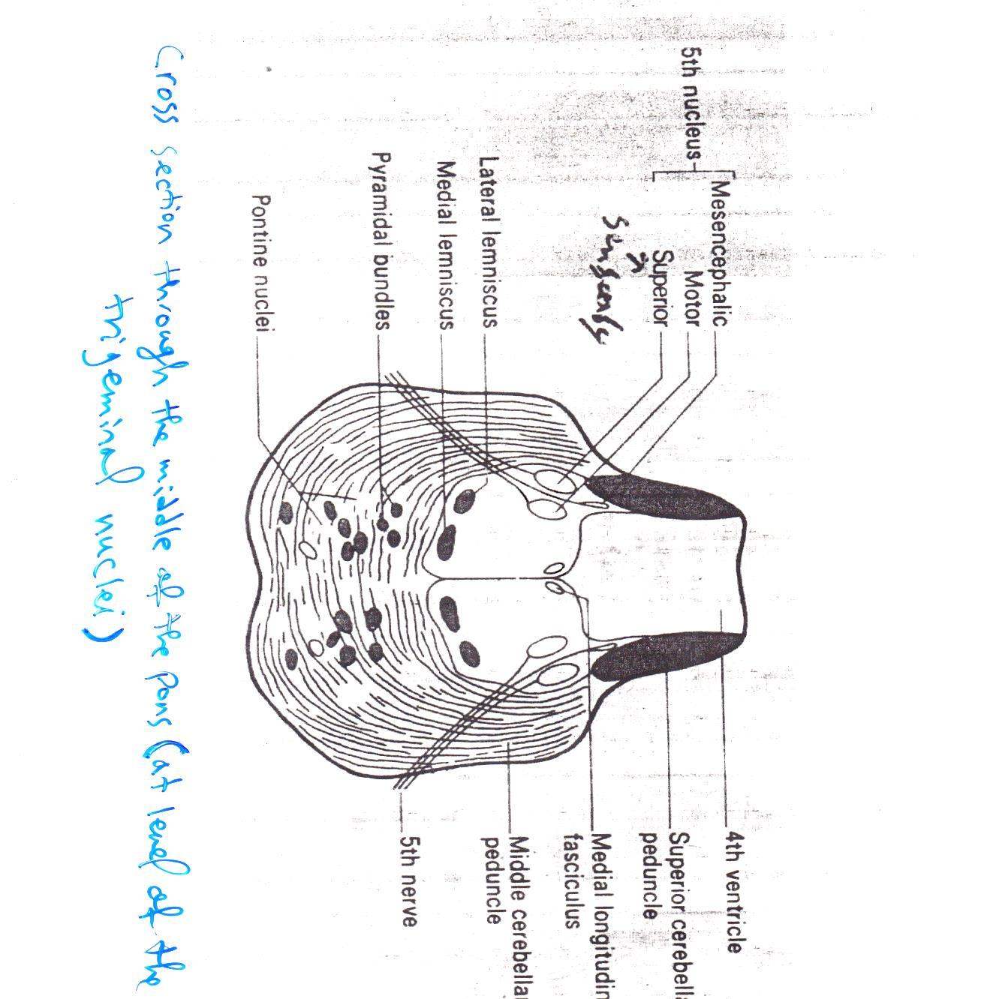 5th nucleus
Mesencephalic
Motor
Superior
Lateral lemniscus
Medial lemniscus
Pyramidal bundles
Pontine nuclei
4th ventricle
Superior cerebella
peduncle
Medial longitudin
fasciculus
Middle cerebellar
peduncle
5th nerve
Cross section through the middle of the pons (at level of the
trigeminal nuclei)